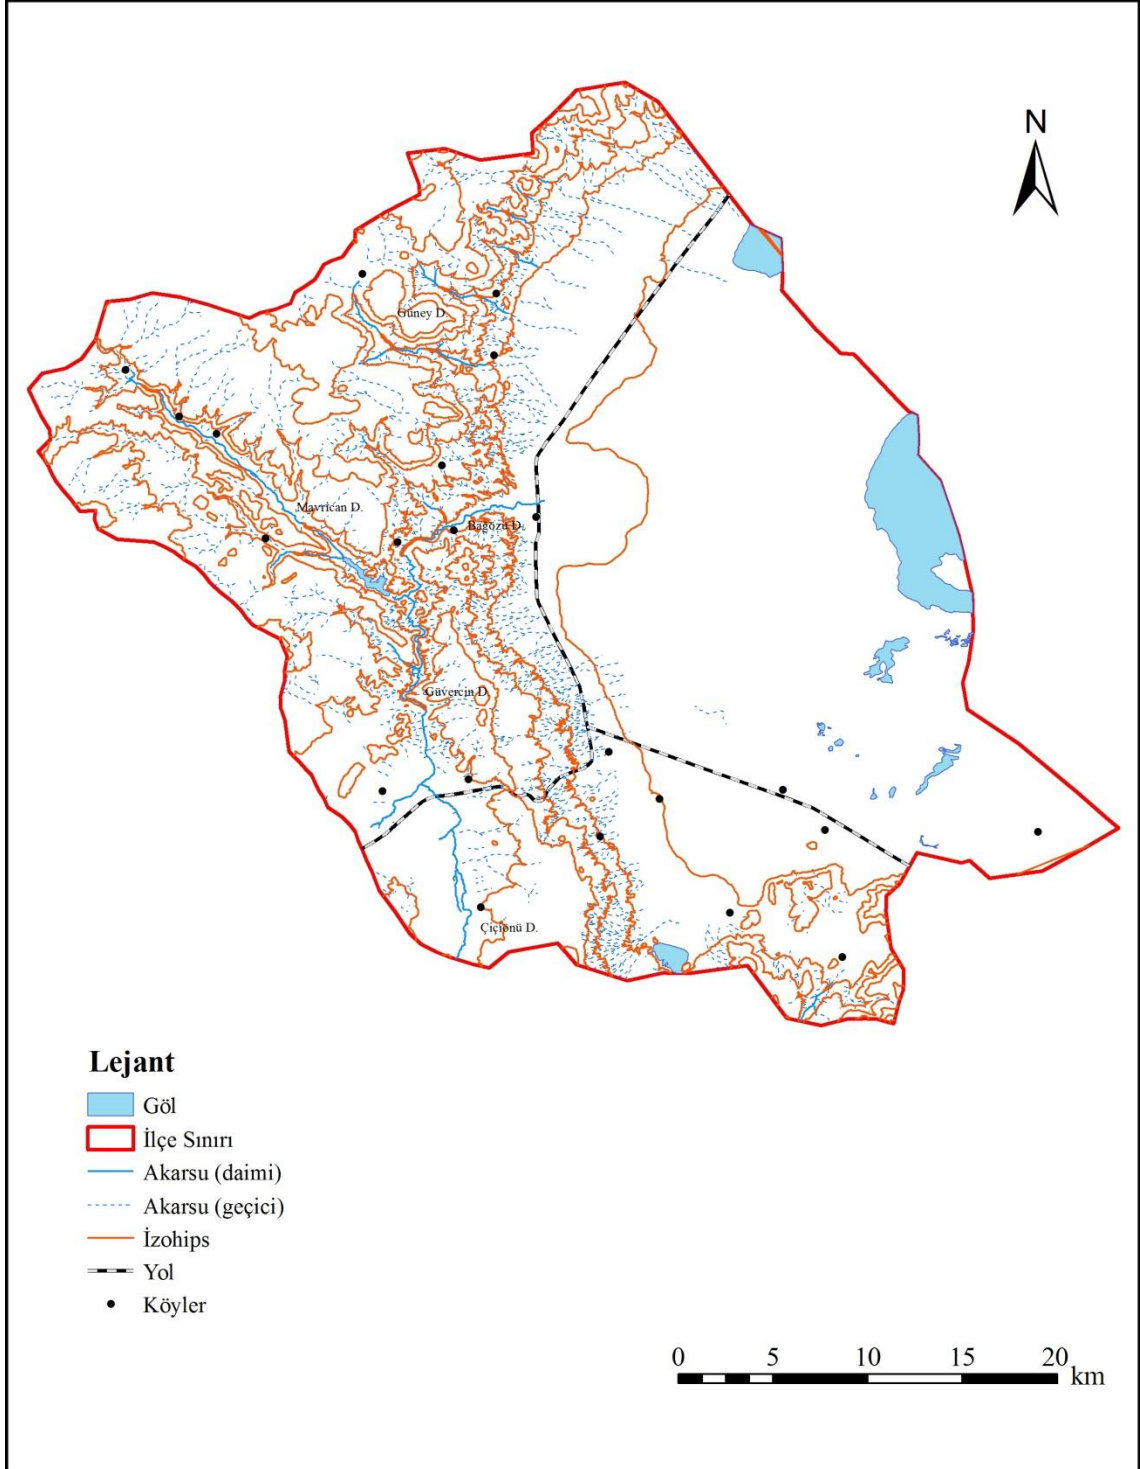 N
Güney D.
Mavrican D.
Bağözü D.
Güvercin D.
Çiçionü D.
Lejant
Göl
İlçe Sınırı
Akarsu (daimi)
Akarsu (geçici)
İzohips
Yol
Köyler
0 5 10 15 20
km